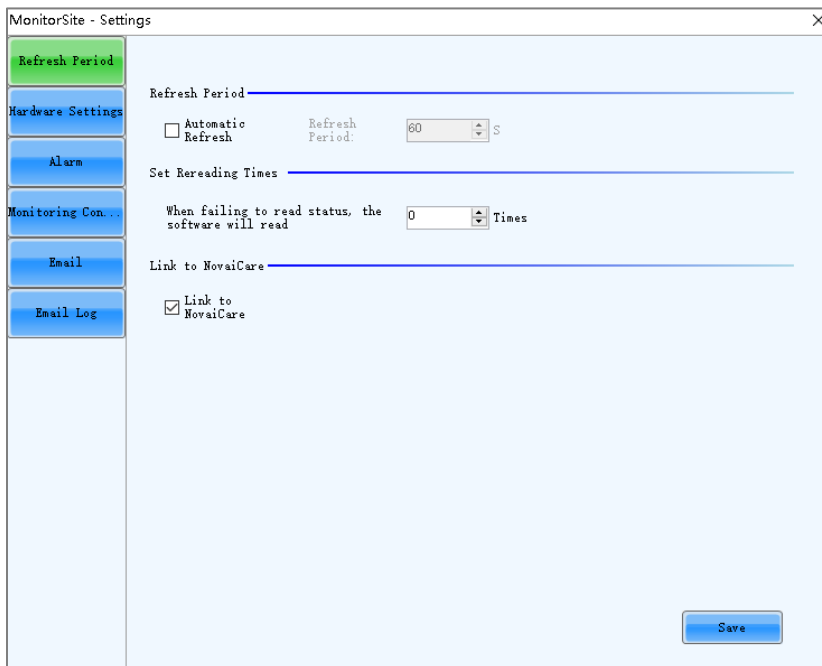 MonitorSite - Settings
Refresh Period
Hardware Settings
Alarm
Monitoring Con...
Email
Email Log
Refresh Period
Automatic
Refresh
Refresh
Period:
60
S
Set Rereading Times
When failing to read status, the
software will read
0
Times
Link to NovaiCare
Link to
NovaiCare
Save